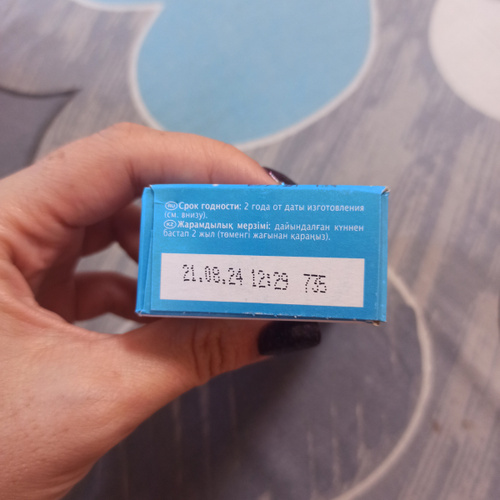 RU Срок годности: 2 года от даты изготовления
(см. внизу).
KZ Жарамдылық мерзімі: дайындалған күннен
бастап 2 жыл (төменгі жағынан қараңыз).
21.08.24 12:29 735